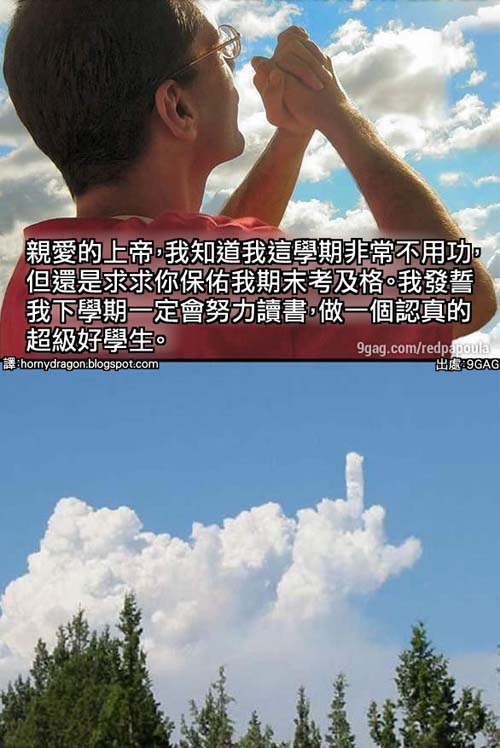 親愛的上帝,我知道我這學期非常不用功,
但還是求求你保佑我期末考及格。我發誓
我下學期一定會努力讀書,做一個認真的
超級好學生。
9gag.com/redpapoula
譯:hornydragon.blogspot.com 出處:9GAG